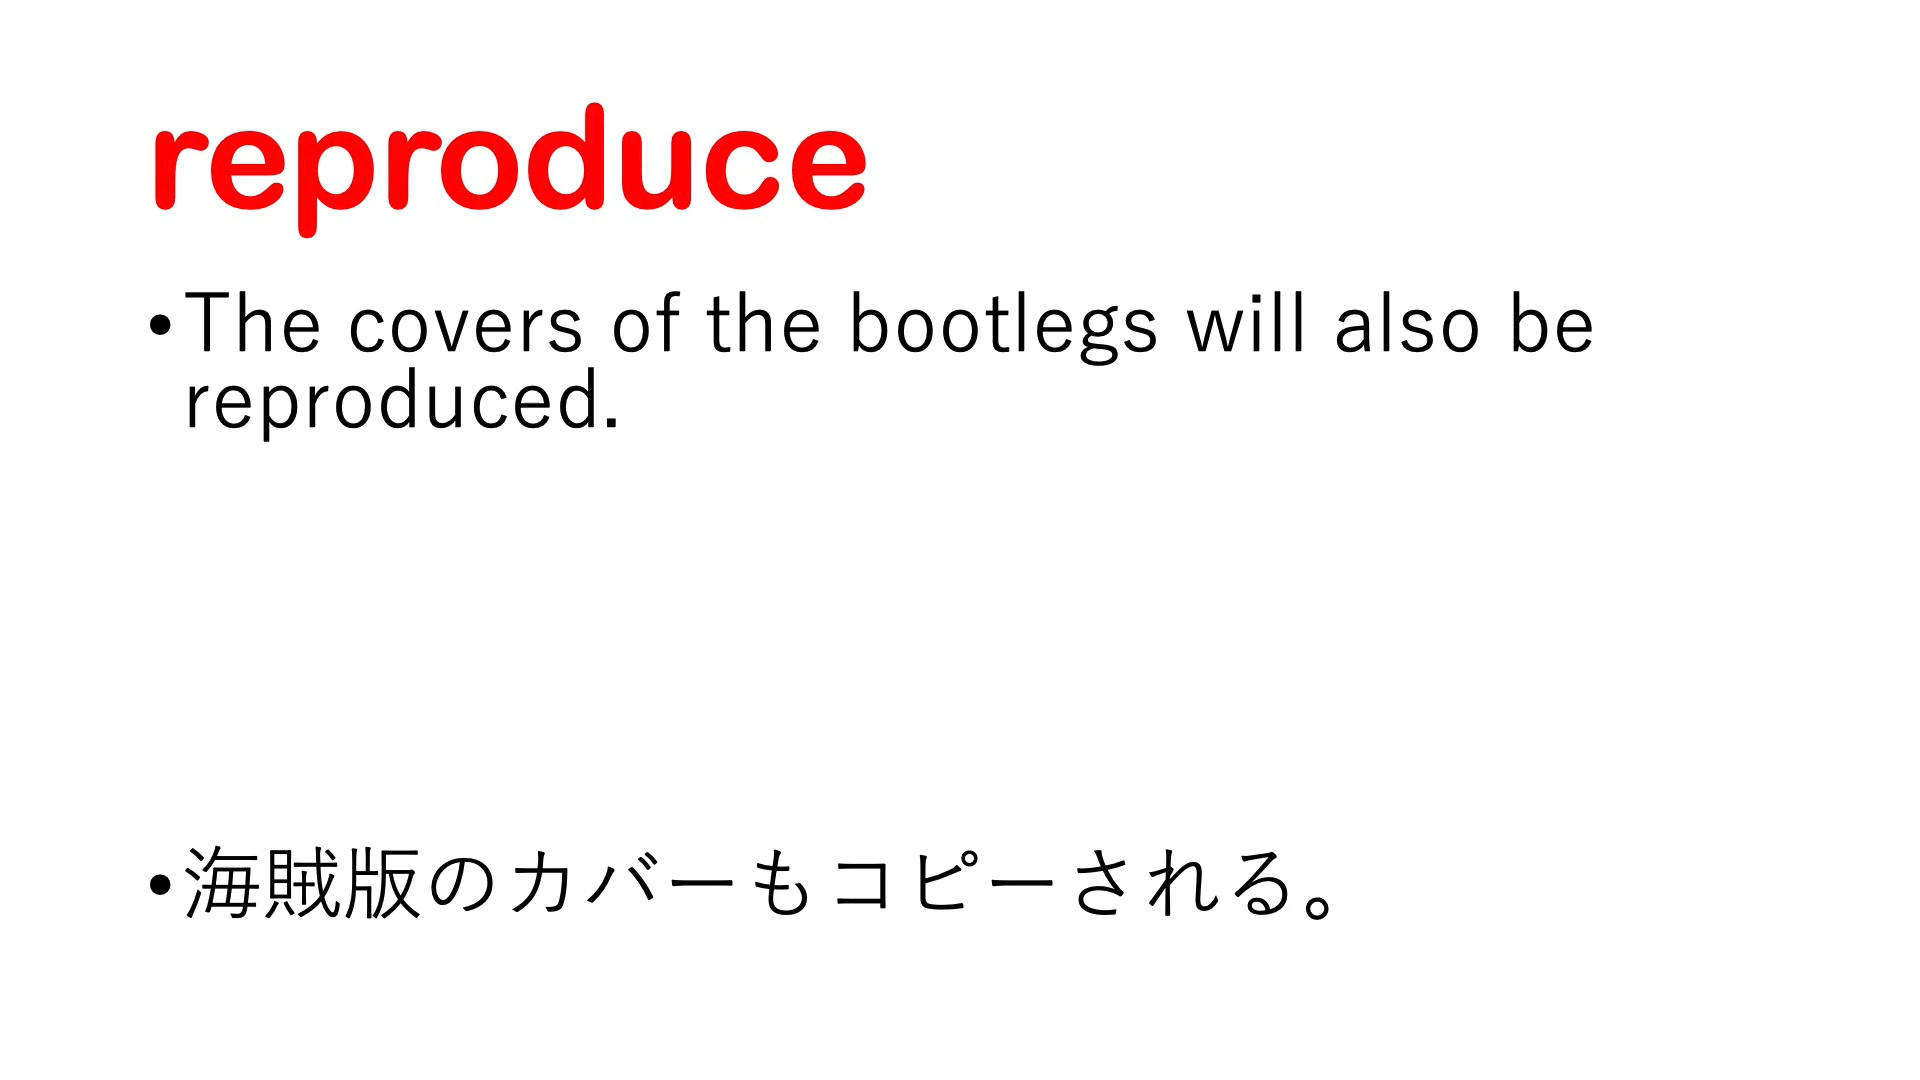 reproduce
•The covers of the bootlegs will also be
reproduced.
•海賊版のカバーもコピーされる。